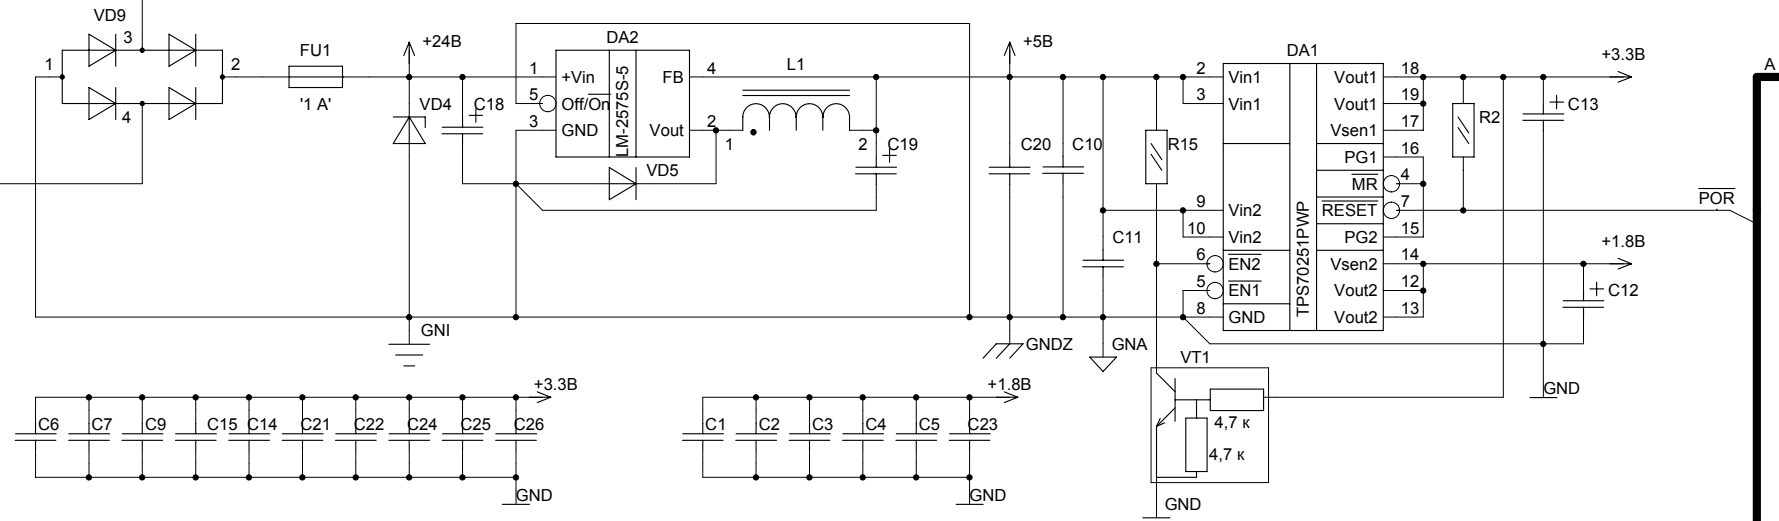 VD9
3
4
1
2
FU1
'1 A'
+24В
VD4
C18
DA2
LM-2575S-5
1 +Vin
5 Off/On
3 GND
FB 4
Vout 2
VD5
L1
1
2
C19
+5В
C20
C10
R15
C11
DA1
TPS70251PWP
2 Vin1
3 Vin1
9 Vin2
10 Vin2
6 EN2
5 EN1
8 GND
Vout1 18
Vout1 19
Vsen1 17
PG1 16
MR 4
RESET 7
PG2 15
Vsen2 14
Vout2 12
Vout2 13
R2
C13
+3.3В
POR
A
+1.8В
C12
GNI
GNDZ
GNA
VT1
4,7 к
4,7 к
GND
GND
+3.3В
C6 C7 C9 C15 C14 C21 C22 C24 C25 C26
GND
+1.8В
C1 C2 C3 C4 C5 C23
GND